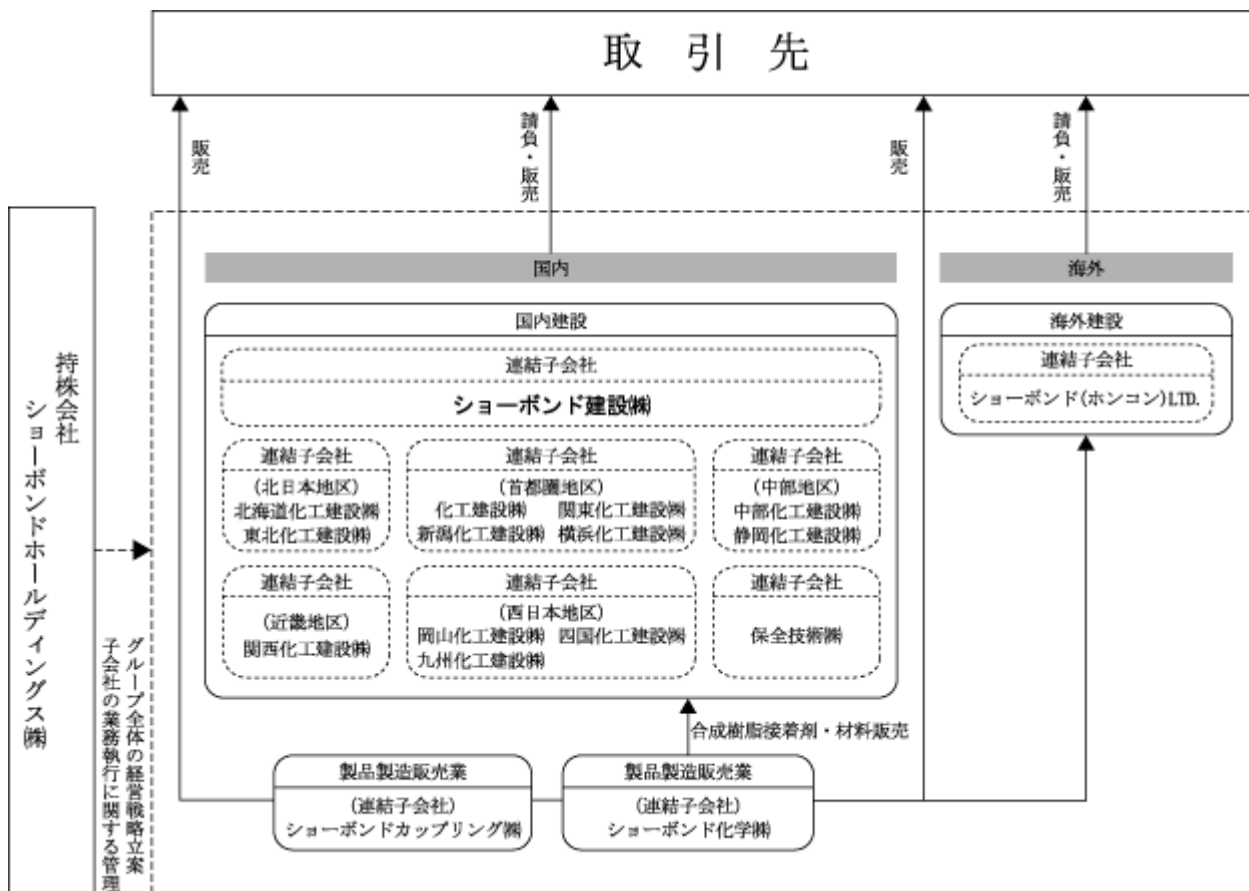 取引先
販売
請負・販売
販売
請負・販売
持株会社
ショーボンドホールディングス㈱
グループ全体の経営戦略立案
子会社の業務執行に関する管理
国内
海外
国内建設
連結子会社
ショーボンド建設㈱
連結子会社
(北日本地区)
北海道化工建設㈱
東北化工建設㈱
連結子会社
(首都圏地区)
化工建設㈱ 関東化工建設㈱
新潟化工建設㈱ 横浜化工建設㈱
連結子会社
(中部地区)
中部化工建設㈱
静岡化工建設㈱
連結子会社
(近畿地区)
関西化工建設㈱
連結子会社
(西日本地区)
岡山化工建設㈱ 四国化工建設㈱
九州化工建設㈱
連結子会社
保全技術㈱
海外建設
連結子会社
ショーボンド(ホンコン)LTD.
合成樹脂接着剤・材料販売
製品製造販売業
(連結子会社)
ショーボンドカップリング㈱
製品製造販売業
(連結子会社)
ショーボンド化学㈱